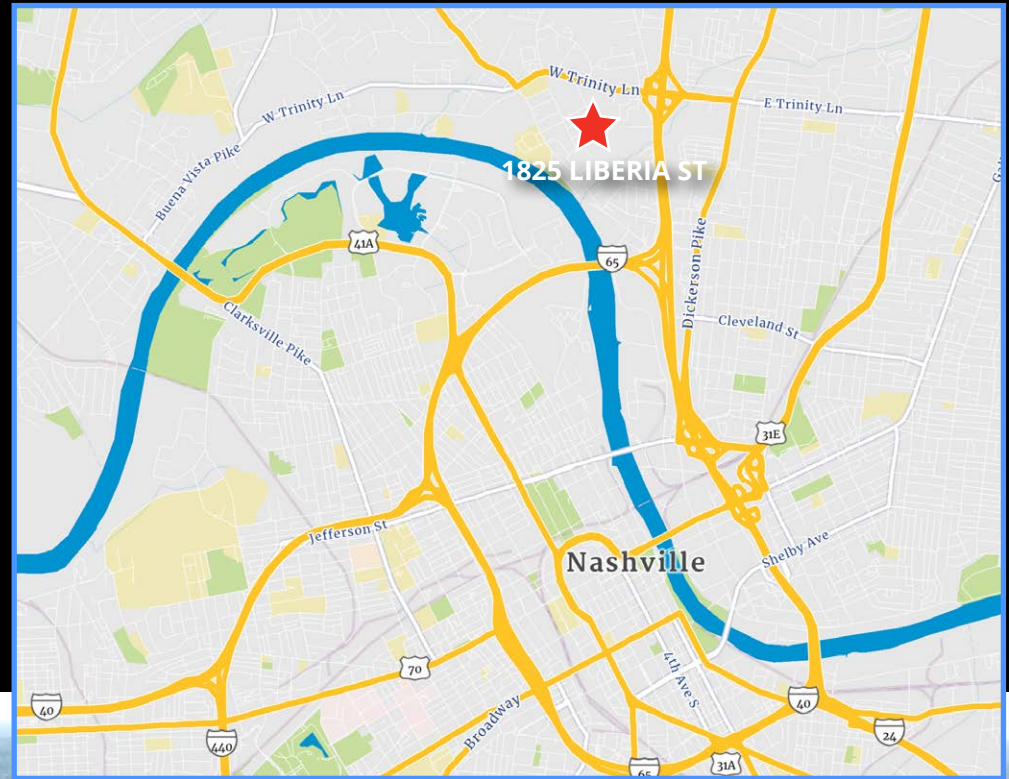 W Trinity Ln
W Trinity Ln
E Trinity Ln
1825 LIBERIA ST
Buena Vista Pike
41A
65
Dickerson Pike
Clarksville Pike
Cleveland St
31E
Jefferson St
Nashville
Shelby Ave
70
4th Ave S
40
40
Broadway
24
440
65
31A